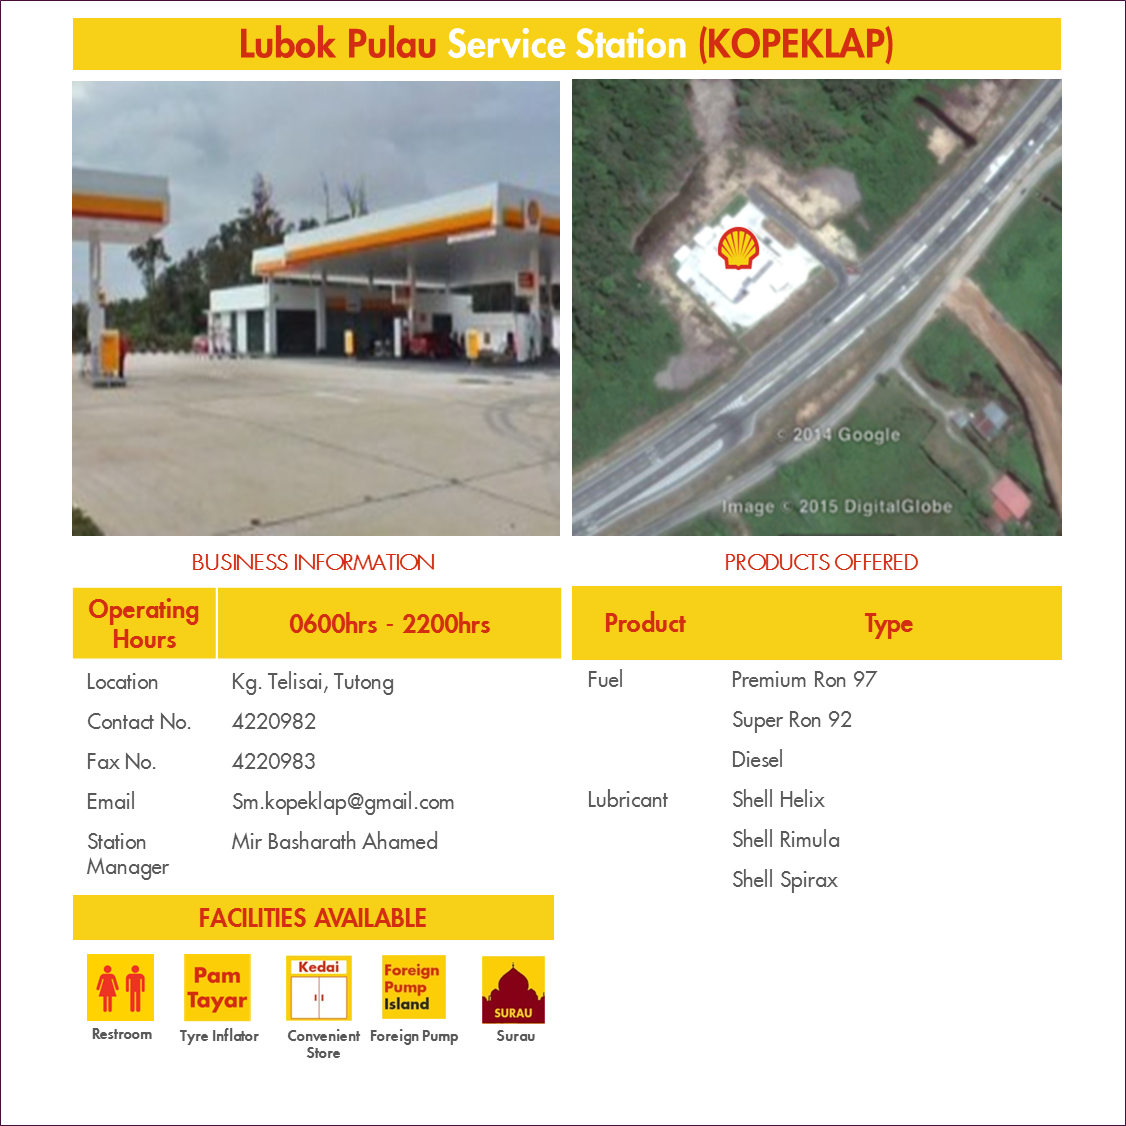 Lubok Pulau Service Station (KOPEKLAP)
© 2014 Google
Image © 2015 DigitalGlobe
BUSINESS INFORMATION
Operating
Hours
0600hrs - 2200hrs
Location Kg. Telisai, Tutong
Contact No. 4220982
Fax No. 4220983
Email Sm.kopeklap@gmail.com
Station Mir Basharath Ahamed
Manager
PRODUCTS OFFERED
Product Type
Fuel Premium Ron 97
Super Ron 92
Diesel
Lubricant Shell Helix
Shell Rimula
Shell Spirax
FACILITIES AVAILABLE
Restroom
Pam
Tayar
Tyre Inflator
Kedai
Convenient
Store
Foreign
Pump
Island
Foreign Pump
SURAU
Surau